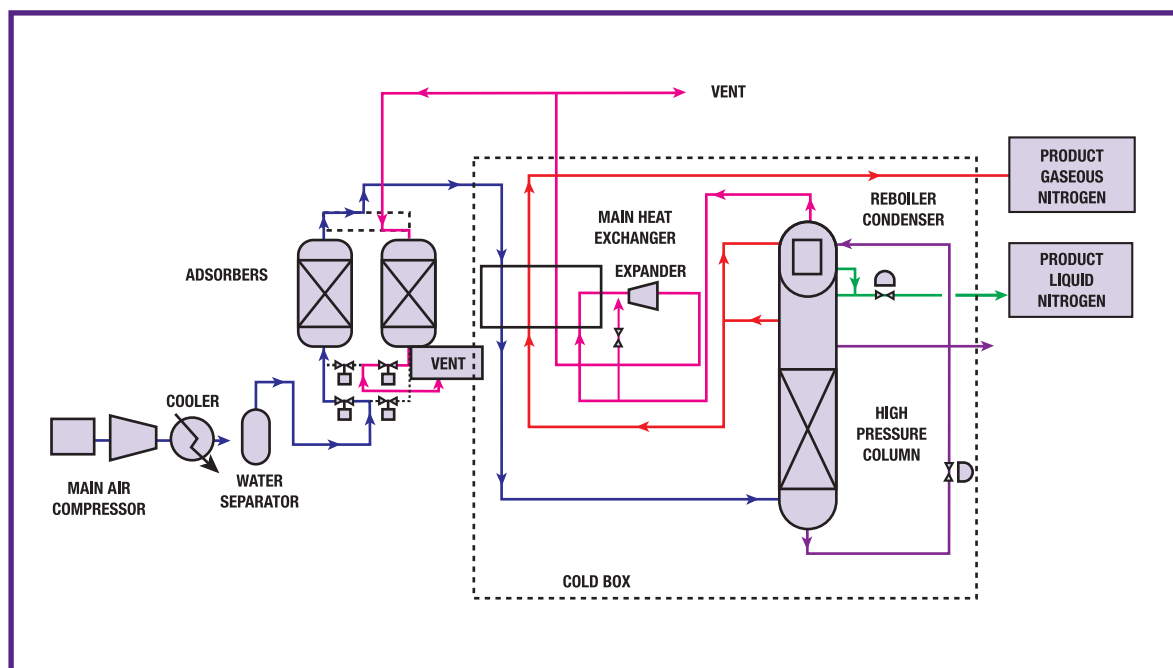 VENT
PRODUCT
GASEOUS
NITROGEN
REBOILER
CONDENSER
MAIN HEAT
EXCHANGER
ADSORBERS
EXPANDER
PRODUCT
LIQUID
NITROGEN
VENT
COOLER
HIGH
PRESSURE
COLUMN
WATER
SEPARATOR
MAIN AIR
COMPRESSOR
COLD BOX